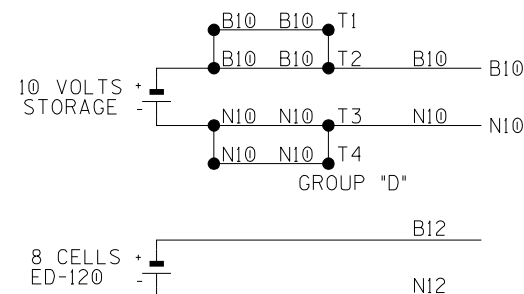 B10 B10 T1
B10 B10 T2 B10 B10
10 VOLTS
STORAGE
+
-
N10 N10 T3 N10 N10
N10 N10 T4
GROUP "D"
B12
8 CELLS
ED-120
+
-
N12